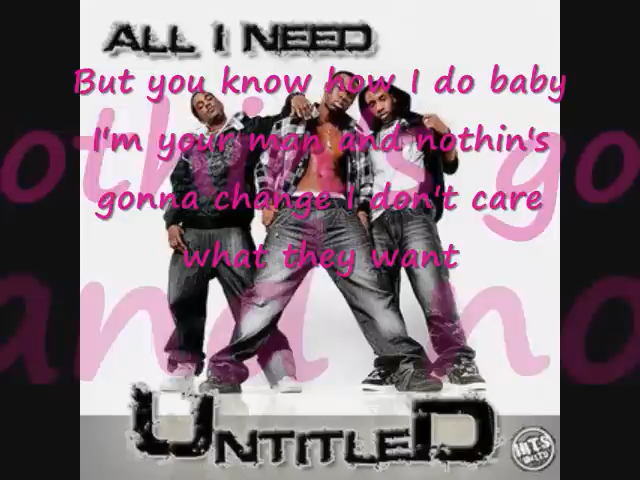 ALL I NEED
But you know how I do baby
I'm your man and nothin's
gonna change I don't care
what they want
UNTITLED